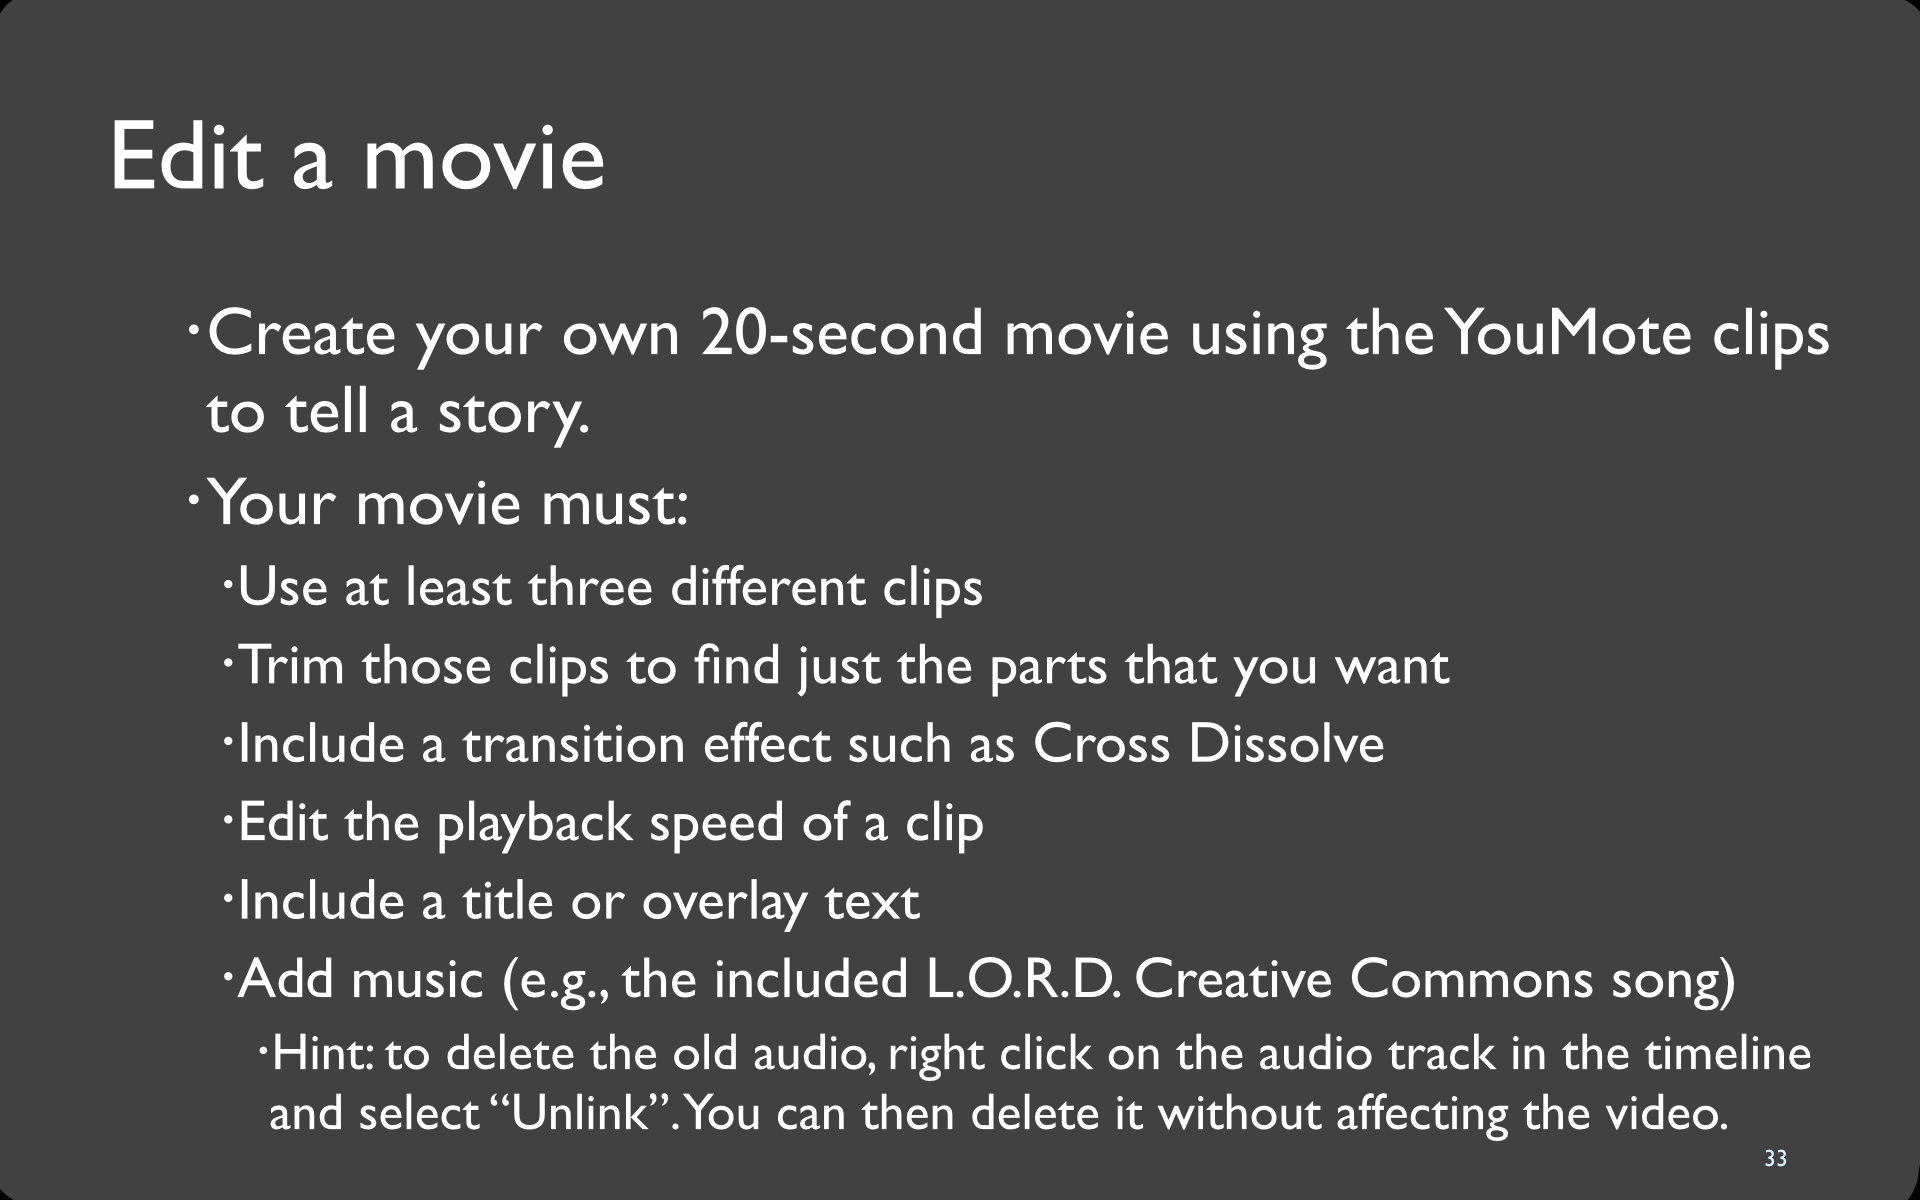 Edit a movie
•Create your own 20-second movie using the YouMote clips
to tell a story.
•Your movie must:
•Use at least three different clips
•Trim those clips to find just the parts that you want
•Include a transition effect such as Cross Dissolve
•Edit the playback speed of a clip
•Include a title or overlay text
•Add music (e.g., the included L.O.R.D. Creative Commons song)
•Hint: to delete the old audio, right click on the audio track in the timeline
and select “Unlink”. You can then delete it without affecting the video.
33